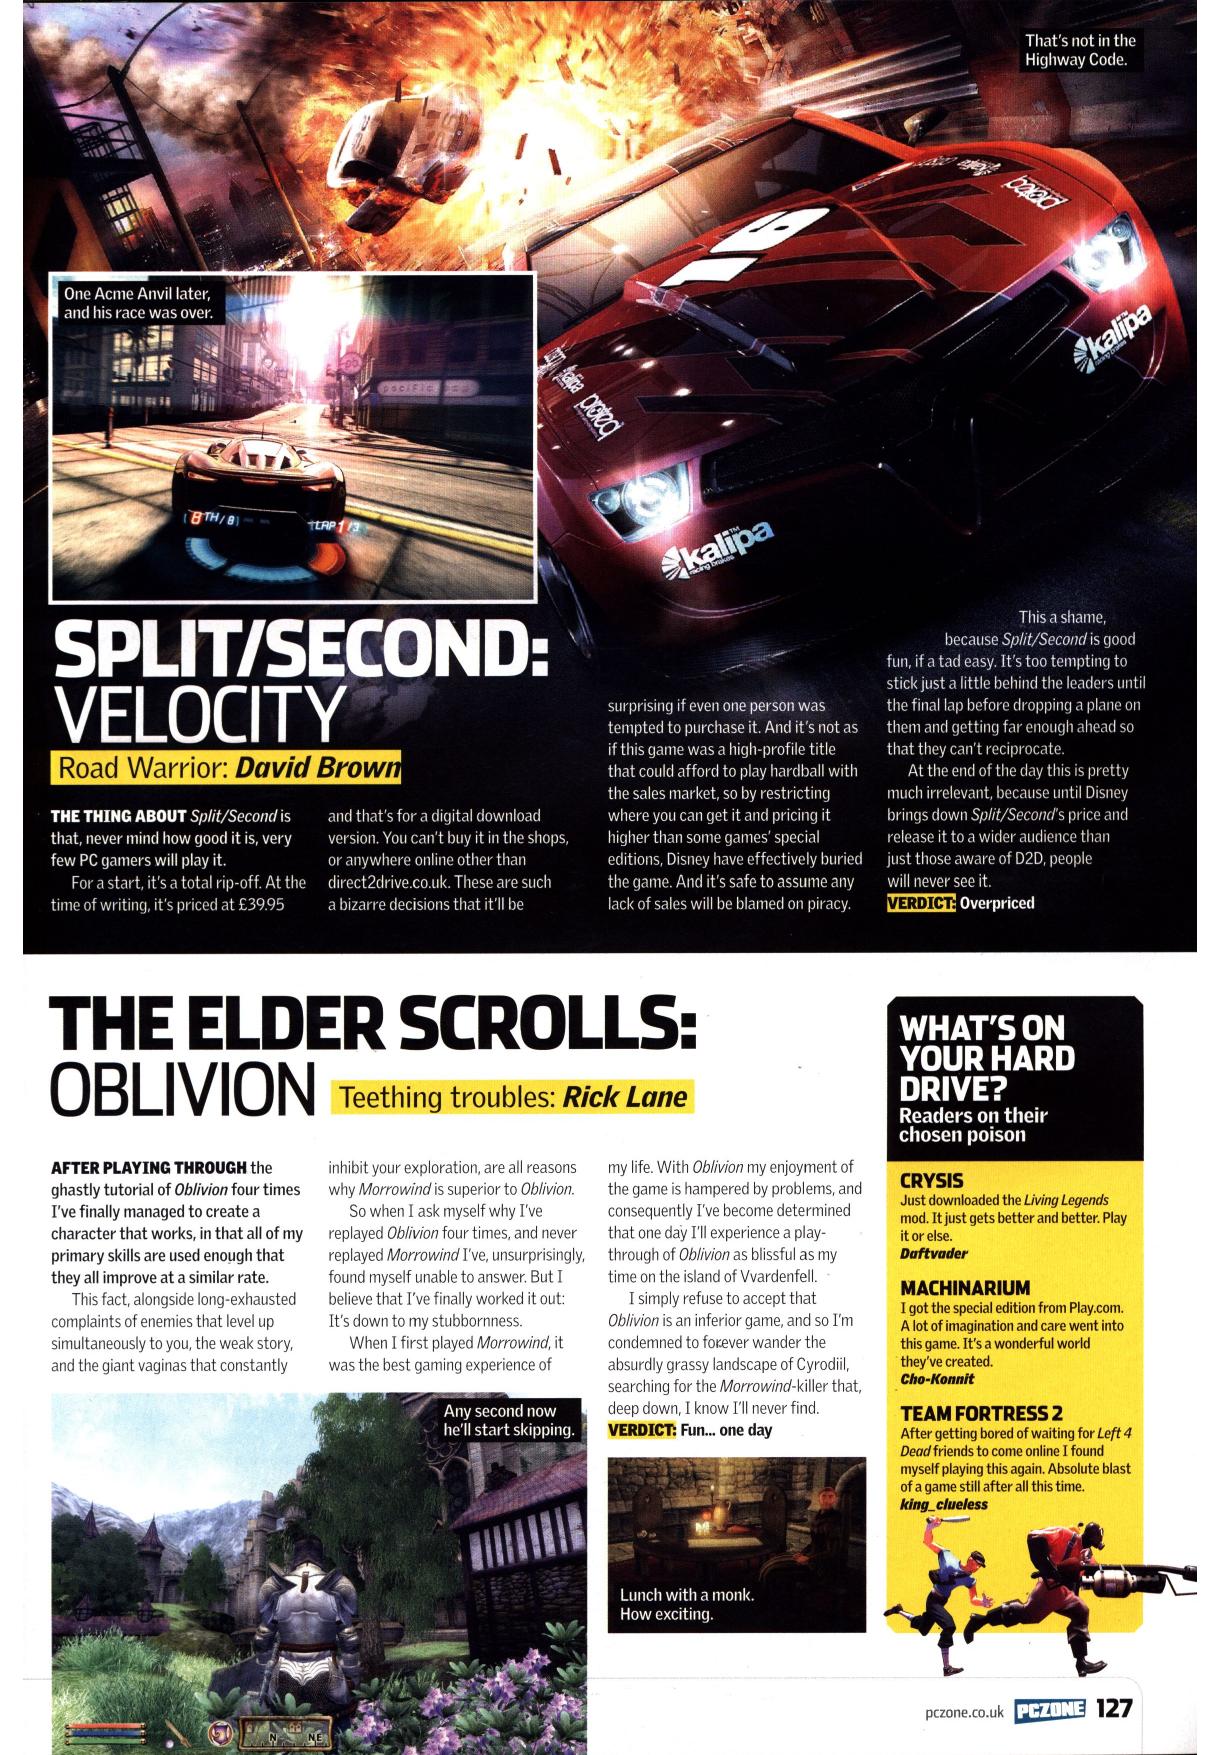 That's not in the
Highway Code.
One Acme Anvil later,
and his race was over.
pacific
8TH/8
LAP 1/3
16
protoq
kalipa
racing brakes
kalipa
protoq
kalipa
racing brakes
SPLIT/SECOND:
VELOCITY
Road Warrior: David Brown
THE THING ABOUT Split/Second is
that, never mind how good it is, very
few PC gamers will play it.
For a start, it's a total rip-off. At the
time of writing, it's priced at £39.95
and that's for a digital download
version. You can't buy it in the shops,
or anywhere online other than
direct2drive.co.uk. These are such
a bizarre decisions that it'll be
surprising if even one person was
tempted to purchase it. And it's not as
if this game was a high-profile title
that could afford to play hardball with
the sales market, so by restricting
where you can get it and pricing it
higher than some games' special
editions, Disney have effectively buried
the game. And it's safe to assume any
lack of sales will be blamed on piracy.
This a shame,
because Split/Second is good
fun, if a tad easy. It's too tempting to
stick just a little behind the leaders until
the final lap before dropping a plane on
them and getting far enough ahead so
that they can't reciprocate.
At the end of the day this is pretty
much irrelevant, because until Disney
brings down Split/Second's price and
release it to a wider audience than
just those aware of D2D, people
will never see it.
VERDICT: Overpriced
THE ELDER SCROLLS:
OBLIVION
Teething troubles: Rick Lane
AFTER PLAYING THROUGH the
ghastly tutorial of Oblivion four times
I've finally managed to create a
character that works, in that all of my
primary skills are used enough that
they all improve at a similar rate.
This fact, alongside long-exhausted
complaints of enemies that level up
simultaneously to you, the weak story,
and the giant vaginas that constantly
inhibit your exploration, are all reasons
why Morrowind is superior to Oblivion.
So when I ask myself why I've
replayed Oblivion four times, and never
replayed Morrowind I've, unsurprisingly,
found myself unable to answer. But I
believe that I've finally worked it out:
It's down to my stubbornness.
When I first played Morrowind, it
was the best gaming experience of
my life. With Oblivion my enjoyment of
the game is hampered by problems, and
consequently I've become determined
that one day I'll experience a play-
through of Oblivion as blissful as my
time on the island of Vvardenfell.
I simply refuse to accept that
Oblivion is an inferior game, and so I'm
condemned to forever wander the
absurdly grassy landscape of Cyrodiil,
searching for the Morrowind-killer that,
deep down, I know I'll never find.
VERDICT: Fun... one day
Any second now
he'll start skipping.
N NE
Lunch with a monk.
How exciting.
WHAT'S ON
YOUR HARD
DRIVE?
Readers on their
chosen poison
CRYSIS
Just downloaded the Living Legends
mod. It just gets better and better. Play
it or else.
Daftvader
MACHINARIUM
I got the special edition from Play.com.
A lot of imagination and care went into
this game. It's a wonderful world
they've created.
Cho-Konnit
TEAM FORTRESS 2
After getting bored of waiting for Left 4
Dead friends to come online I found
myself playing this again. Absolute blast
of a game still after all this time.
king_clueless
pczone.co.uk PCZONE 127